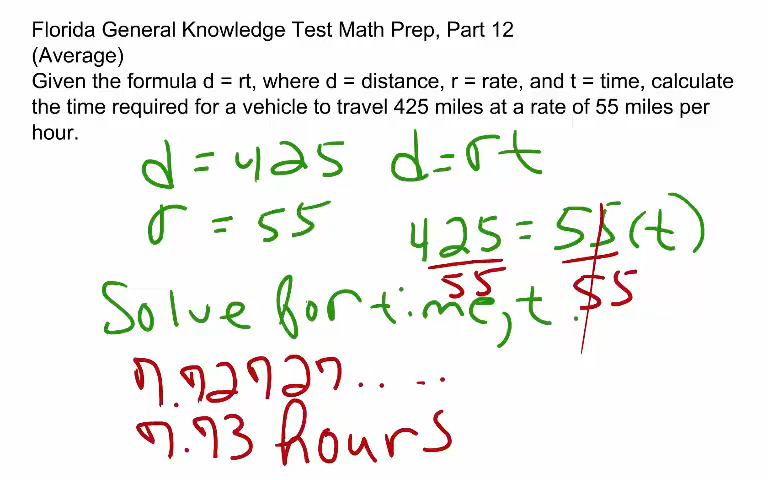 Florida General Knowledge Test Math Prep, Part 12
(Average)
Given the formula d = rt, where d = distance, r = rate, and t = time, calculate
the time required for a vehicle to travel 425 miles at a rate of 55 miles per
hour.
d = 425 d = rt
r = 55 425 = 55(t)
55 55
Solve for time, t.
7.72727.....
7.73 hours